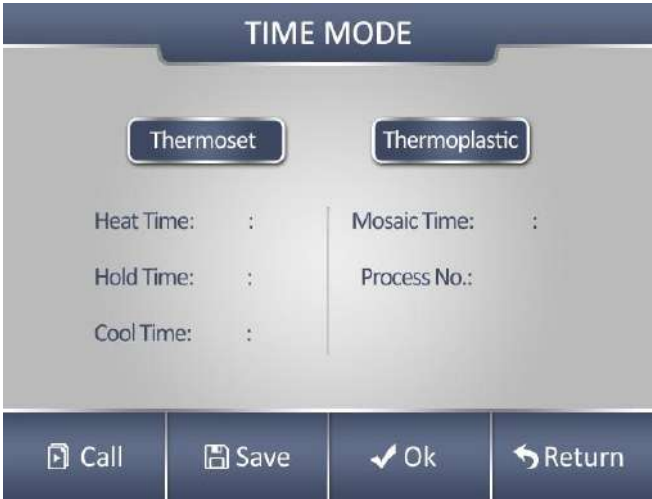 TIME MODE
Thermoset
Thermoplastic
Heat Time: :
Mosaic Time: :
Hold Time: :
Process No.:
Cool Time: :
Call
Save
Ok
Return